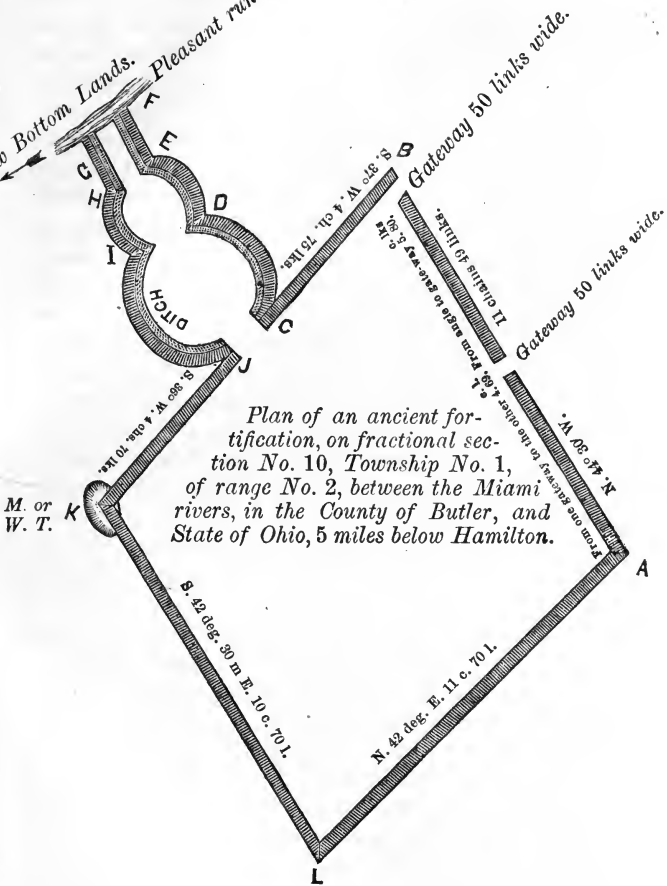 Pleasant run
Bottom Lands.
F
E
G
H
D
I
DITCH
C
J
B
Gateway 50 links wide.
S. 37° W. 4 ch. 75 lks.
11 chains 49 links.
From angle to gate-way 5. 80,
c. lks
Gateway 50 links wide.
From one gateway to the other 4.69.
c. l.
N. 44° 30' W.
S. 36° W. 4 chs. 70 lks.
Plan of an ancient for-
tification, on fractional sec-
tion No. 10, Township No. 1,
of range No. 2, between the Miami
rivers, in the County of Butler, and
State of Ohio, 5 miles below Hamilton.
M. or
W. T.
K
A
S. 42 deg. 30 m E. 10 c. 70 l.
N. 42 deg. E. 11 c. 70 l.
L